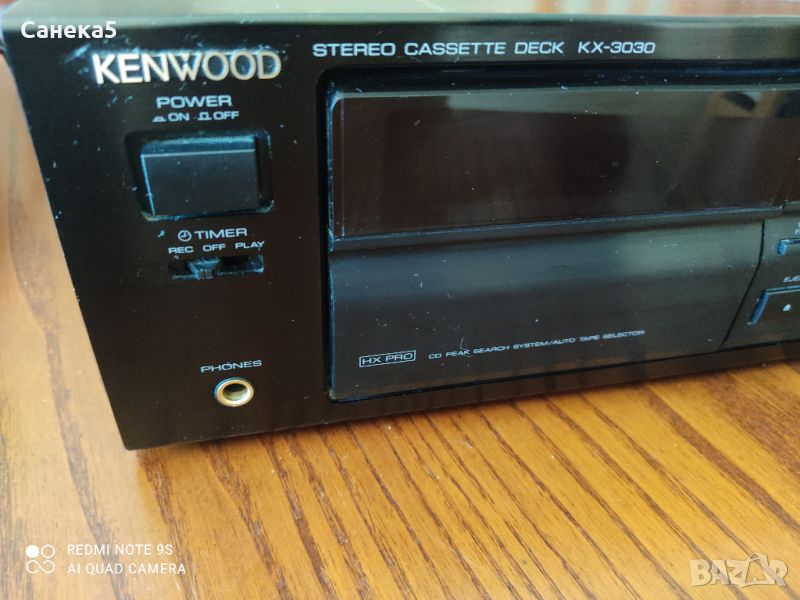 Санека5
STEREO CASSETTE DECK KX-3030
KENWOOD
POWER
ON OFF
TIMER
REC OFF PLAY
PHONES
HX PRO
CD PEAK SEARCH SYSTEM/AUTO TAPE SELECTOR
REDMI NOTE 9S
AI QUAD CAMERA
BAZAR